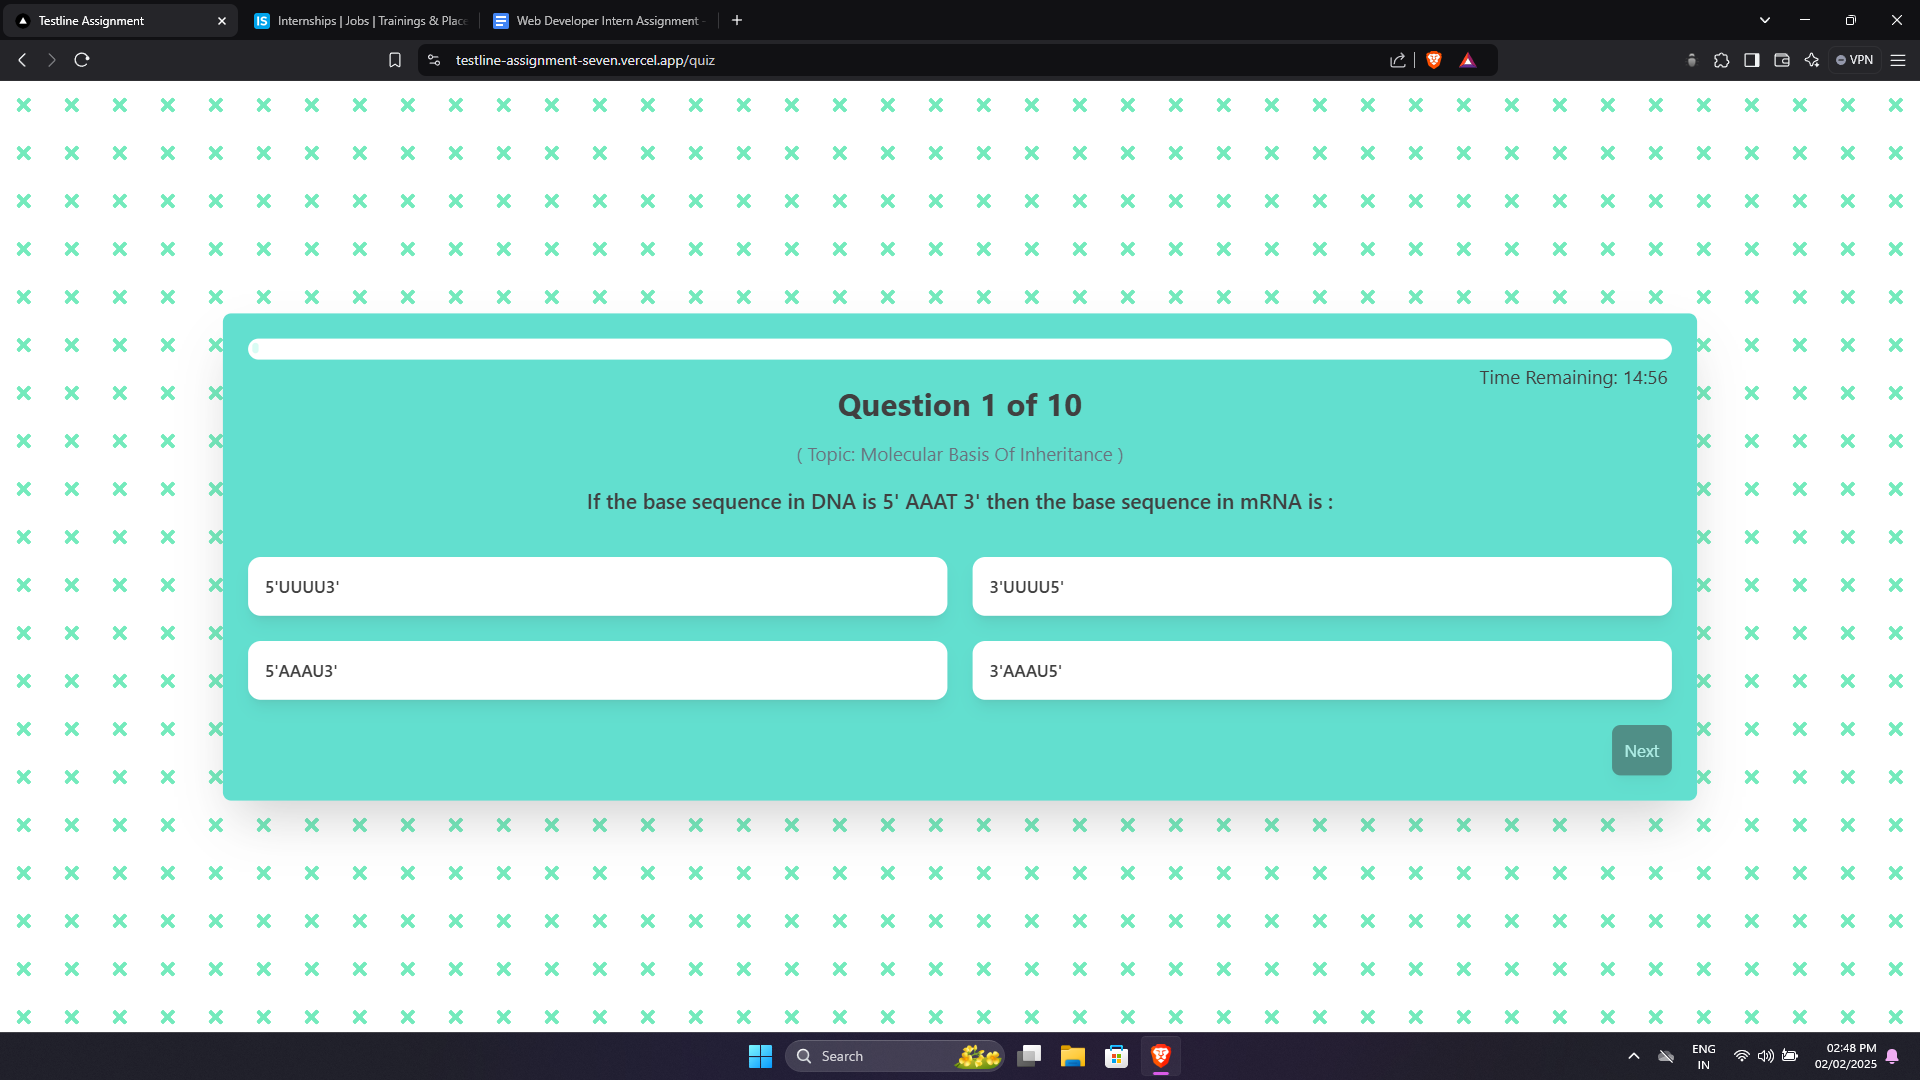 Testline Assignment
IS Internships | Jobs | Trainings & Place
Web Developer Intern Assignment -
testline-assignment-seven.vercel.app/quiz
VPN
Time Remaining: 14:56
Question 1 of 10
( Topic: Molecular Basis Of Inheritance )
If the base sequence in DNA is 5' AAAT 3' then the base sequence in mRNA is :
5'UUUU3'
3'UUUU5'
5'AAAU3'
3'AAAU5'
Next
Search
ENG
IN
02:48 PM
02/02/2025